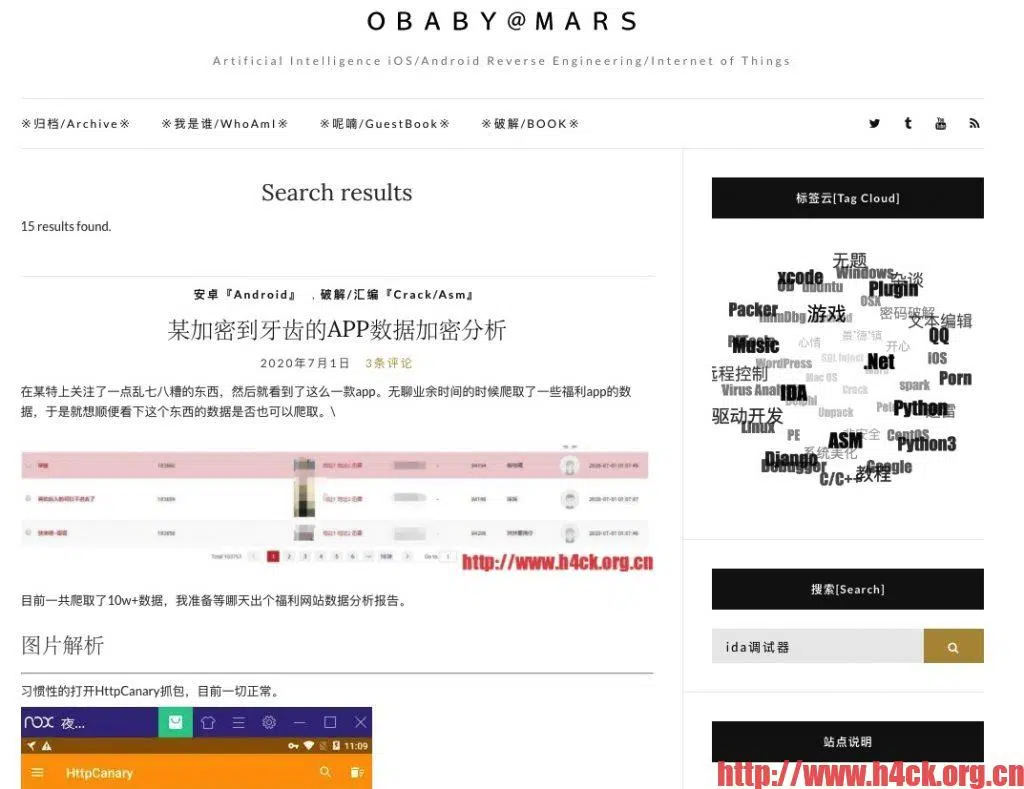 OBABY@MARS
Artificial Intelligence iOS/Android Reverse Engineering/Internet of Things
※归档/Archive※ ※我是谁/WhoAmI※ ※呢喃/GuestBook※ ※破解/BOOK※
Search results
15 results found.
安卓『Android』 , 破解/汇编『Crack/Asm』
某加密到牙齿的APP数据加密分析
2020年7月1日 3条评论
在某特上关注了一点乱七八糟的东西，然后就看到了这么一款app。无聊业余时间的时候爬取了一些福利app的数
据，于是就想顺便看下这个东西的数据是否也可以爬取。\
http://www.h4ck.org.cn
目前一共爬取了10w+数据，我准备等哪天出个福利网站数据分析报告。
图片解析
习惯性的打开HttpCanary抓包，目前一切正常。
nox 夜...
11:09
HttpCanary
标签云[Tag Cloud]
无题
xcode Windows 杂谈
ubuntu Plugin
OSX
Packer ImmDbg 游戏 密码破解
文本编辑
QQ
Music 心情 景"德"镇 开心
WordPress SQL Inject .Net iOS
远程控制 Mac OS Porn
Virus Anal IDA Crack spark
Delphi Unpack Python
驱动开发
Linux PE ASM 非安全 CentOS Python3
Django 系统美化
Debugger C/C++ 教程 Google
搜索[Search]
ida调试器
站点说明
http://www.h4ck.org.cn